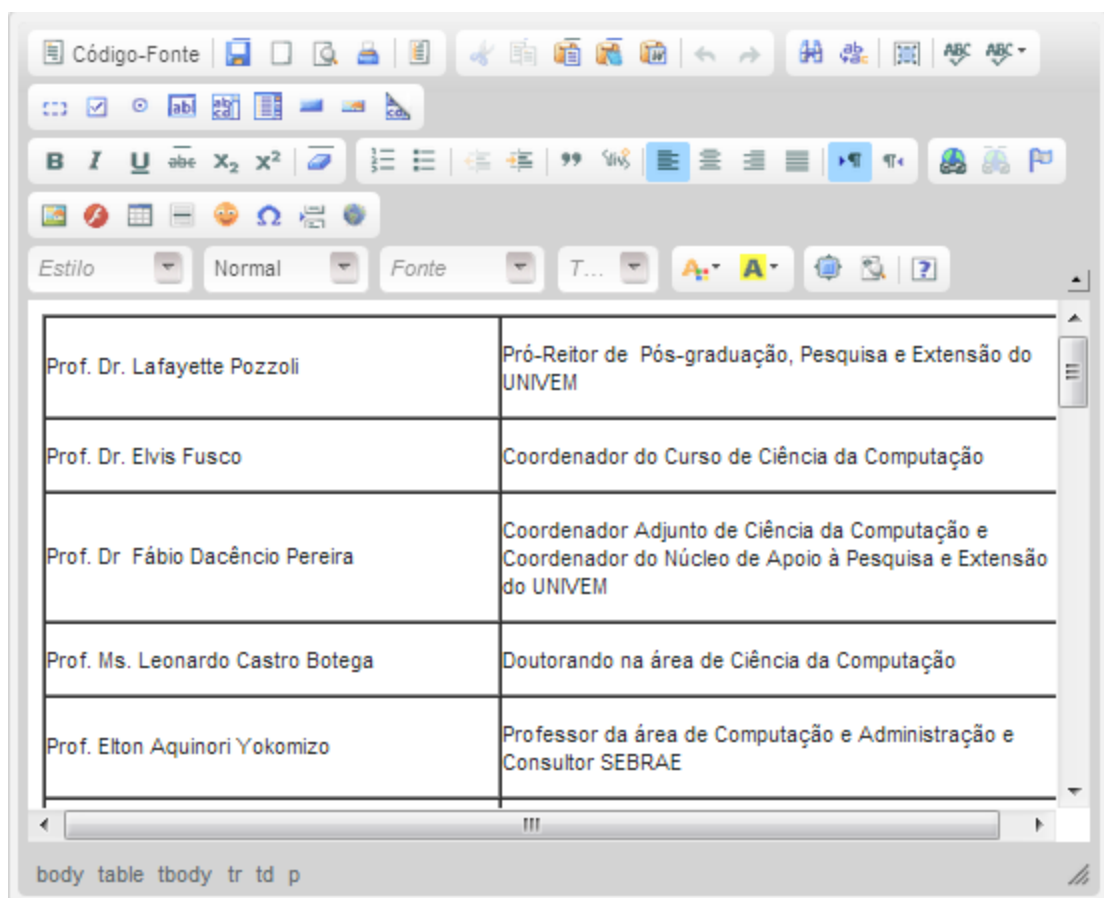 Código-Fonte
B I U abc X₂ X²
Estilo Normal Fonte T...
Prof. Dr. Lafayette Pozzoli
Pró-Reitor de Pós-graduação, Pesquisa e Extensão do
UNIVEM
Prof. Dr. Elvis Fusco
Coordenador do Curso de Ciência da Computação
Prof. Dr Fábio Dacêncio Pereira
Coordenador Adjunto de Ciência da Computação e
Coordenador do Núcleo de Apoio à Pesquisa e Extensão
do UNIVEM
Prof. Ms. Leonardo Castro Botega
Doutorando na área de Ciência da Computação
Prof. Elton Aquinori Yokomizo
Professor da área de Computação e Administração e
Consultor SEBRAE
body table tbody tr td p